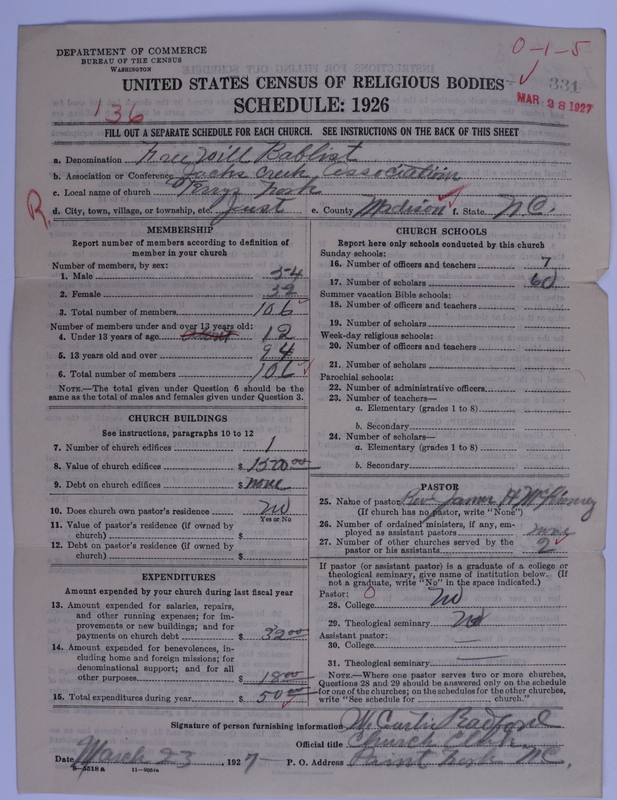 DEPARTMENT OF COMMERCE
BUREAU OF THE CENSUS
WASHINGTON
0-1-5
331
MAR 28 1927
136
UNITED STATES CENSUS OF RELIGIOUS BODIES
SCHEDULE: 1926
FILL OUT A SEPARATE SCHEDULE FOR EACH CHURCH. SEE INSTRUCTIONS ON THE BACK OF THIS SHEET
a. Denomination Free Will Babtist
b. Association or Conference Jacks Creek Association
c. Local name of church
R
d. City, town, village, or township, etc. Faust e. County Madison f. State NC
MEMBERSHIP
Report number of members according to definition of member in your church
Number of members, by sex:
1. Male 54
2. Female 52
3. Total number of members 106
Number of members under and over 13 years old:
4. Under 13 years of age 12
5. 13 years old and over 94
6. Total number of members 106
NOTE.—The total given under Question 6 should be the
same as the total of males and females given under Question 3.
CHURCH BUILDINGS
See instructions, paragraphs 10 to 12
7. Number of church edifices 1
8. Value of church edifices $ 1500 00
9. Debt on church edifices $ none
10. Does church own pastor's residence no
Yes or No
11. Value of pastor's residence (if owned by
church) $
12. Debt on pastor's residence (if owned by
church) $
EXPENDITURES
Amount expended by your church during last fiscal year
13. Amount expended for salaries, repairs,
and other running expenses; for im-
provements or new buildings; and for
payments on church debt $ 32 00
14. Amount expended for benevolences, in-
cluding home and foreign missions; for
denominational support; and for all
other purposes $ 18 00
15. Total expenditures during year $ 50 00
CHURCH SCHOOLS
Report here only schools conducted by this church
Sunday schools:
16. Number of officers and teachers 7
17. Number of scholars 60
Summer vacation Bible schools:
18. Number of officers and teachers
19. Number of scholars
Week-day religious schools:
20. Number of officers and teachers
21. Number of scholars
Parochial schools:
22. Number of administrative officers
23. Number of teachers—
a. Elementary (grades 1 to 8)
b. Secondary
24. Number of scholars—
a. Elementary (grades 1 to 8)
b. Secondary
PASTOR
25. Name of pastor Rev. James H McKinney
(If church has no pastor, write "None")
26. Number of ordained ministers, if any, em-
ployed as assistant pastors none
27. Number of other churches served by the
pastor or his assistants 2
If pastor (or assistant pastor) is a graduate of a college or
theological seminary, give name of institution below. (If
not a graduate, write "No" in the space indicated.)
Pastor: 0
28. College No
29. Theological seminary No
Assistant pastor:
30. College
31. Theological seminary
NOTE.—Where one pastor serves two or more churches,
Questions 28 and 29 should be answered only on the schedule
for one of the churches; on the schedules for the other churches,
write "See schedule for church."
Signature of person furnishing information McCurtis Radford
Official title Church Clerk
Date March 23, 1927 P. O. Address Paint Fork NC.
8-5518a 11-9264a